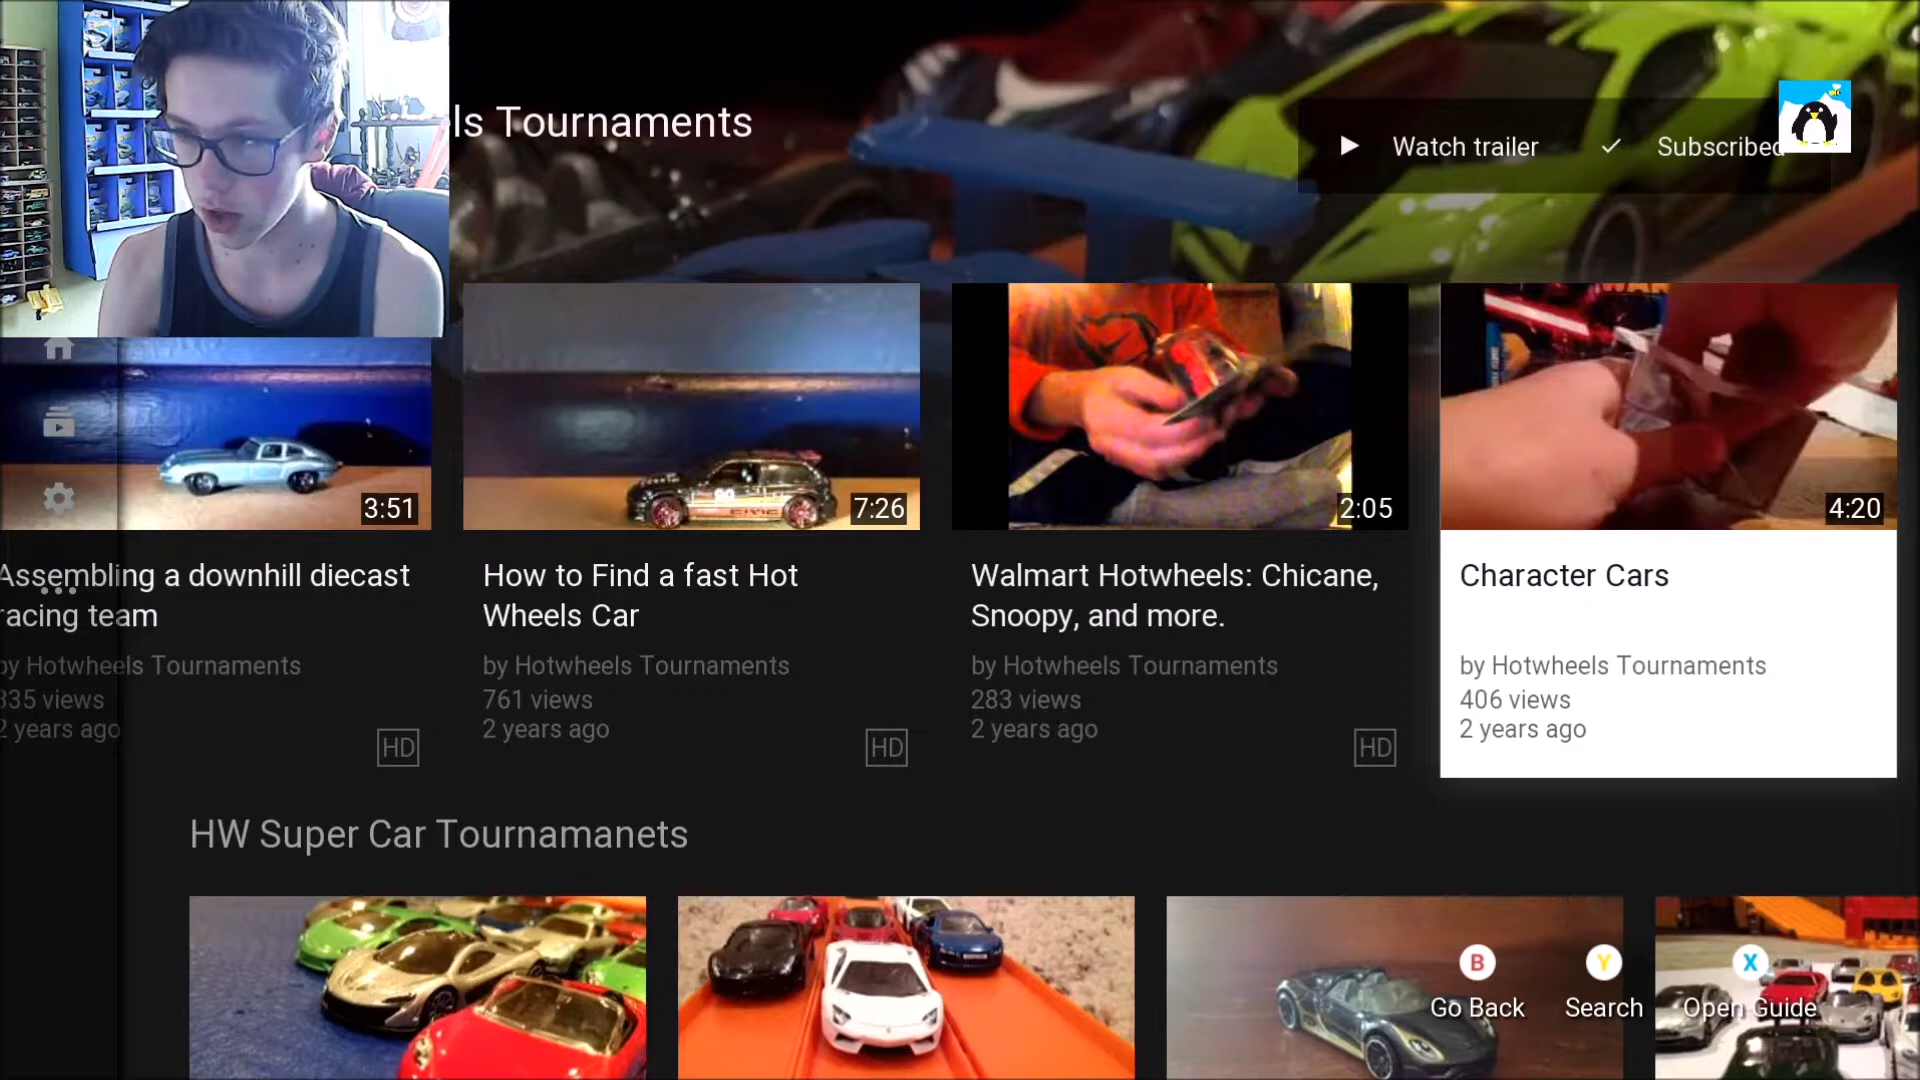 ls Tournaments
Watch trailer
Subscribed
3:51
7:26
2:05
4:20
Assembling a downhill diecast
racing team
by Hotwheels Tournaments
335 views
2 years ago
HD
How to Find a fast Hot
Wheels Car
by Hotwheels Tournaments
761 views
2 years ago
HD
Walmart Hotwheels: Chicane,
Snoopy, and more.
by Hotwheels Tournaments
283 views
2 years ago
HD
Character Cars
by Hotwheels Tournaments
406 views
2 years ago
HW Super Car Tournamanets
B
Go Back
Y
Search
X
Open Guide
CIVIC